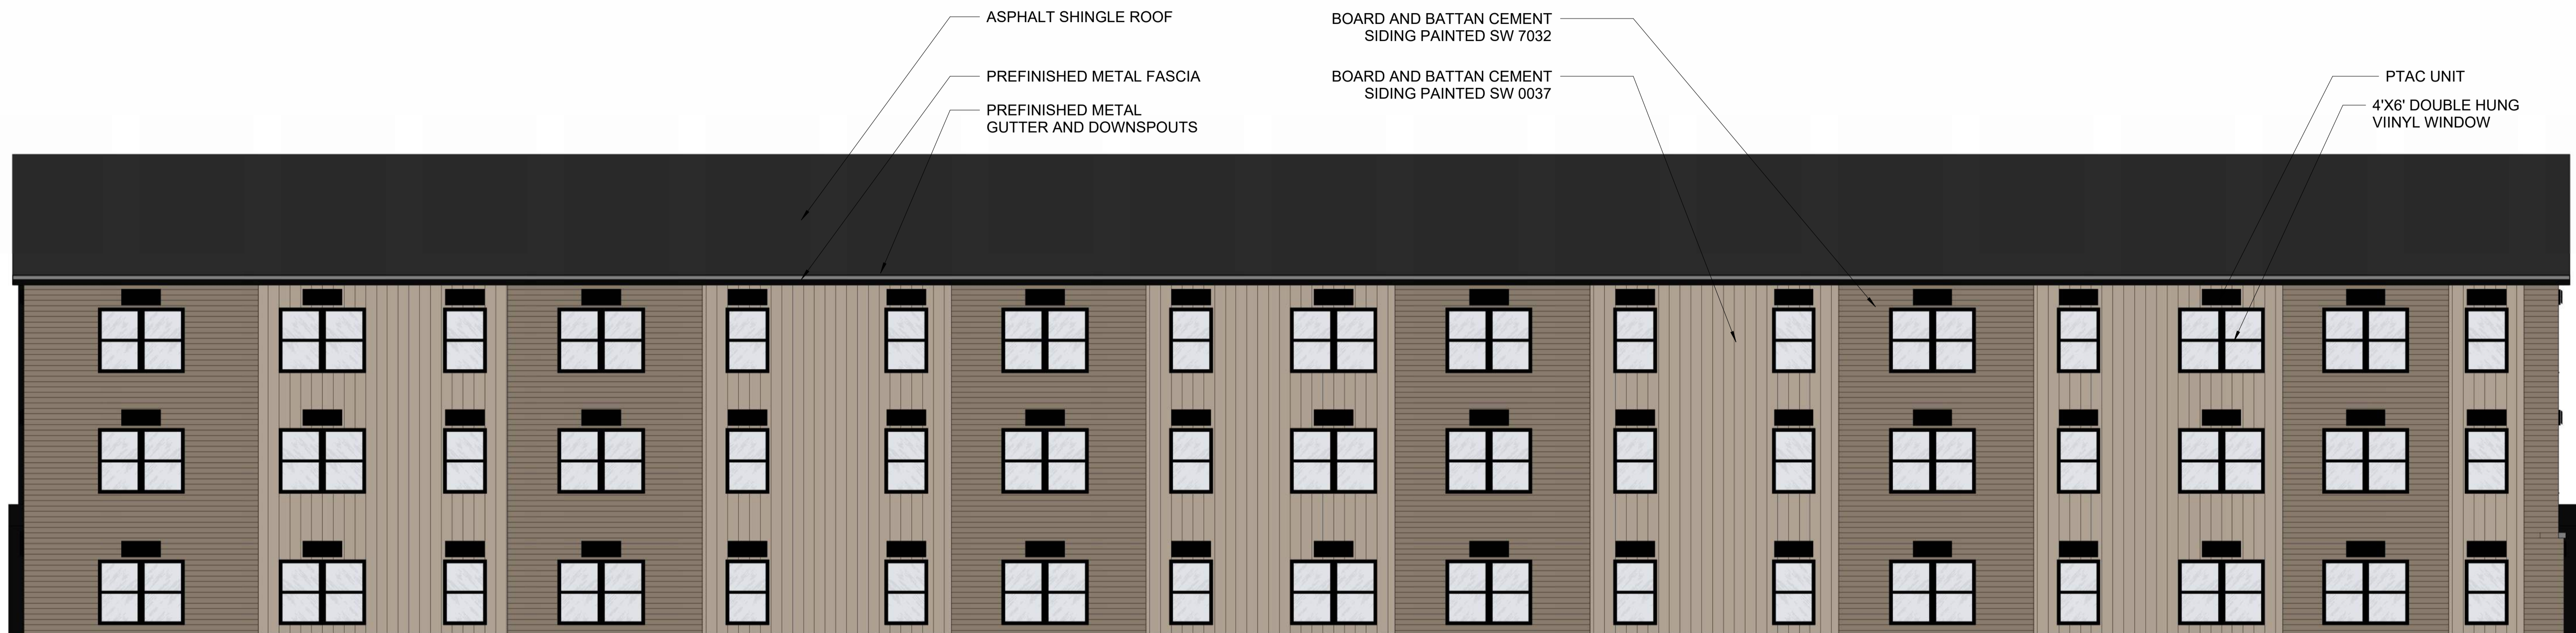 ASPHALT SHINGLE ROOF
PREFINISHED METAL FASCIA
PREFINISHED METAL
GUTTER AND DOWNSPOUTS
BOARD AND BATTAN CEMENT
SIDING PAINTED SW 7032
BOARD AND BATTAN CEMENT
SIDING PAINTED SW 0037
PTAC UNIT
4'X6' DOUBLE HUNG
VIINYL WINDOW